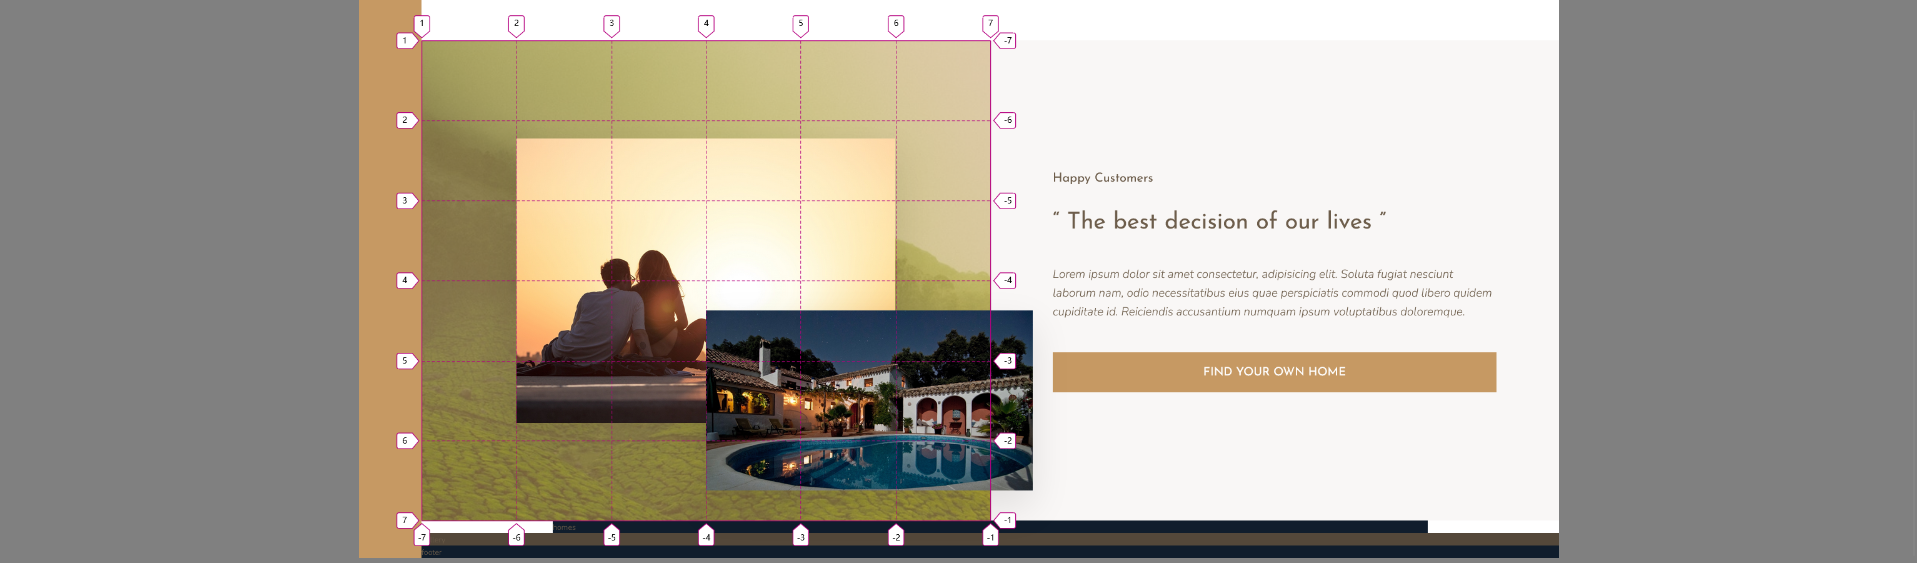 1 2 3 4 5 6 7
1 -7
2 -6
3 -5
4 -4
5 -3
6 -2
7 -1
Happy Customers
“ The best decision of our lives ”
Lorem ipsum dolor sit amet consectetur, adipisicing elit. Soluta fugiat nesciunt
laborum nam, odio necessitatibus eius quae perspiciatis commodi quod libero quidem
cupiditate id. Reiciendis accusantium numquam ipsum voluptatibus doloremque.
FIND YOUR OWN HOME
homes
-7 -6 -5 -4 -3 -2 -1
footer